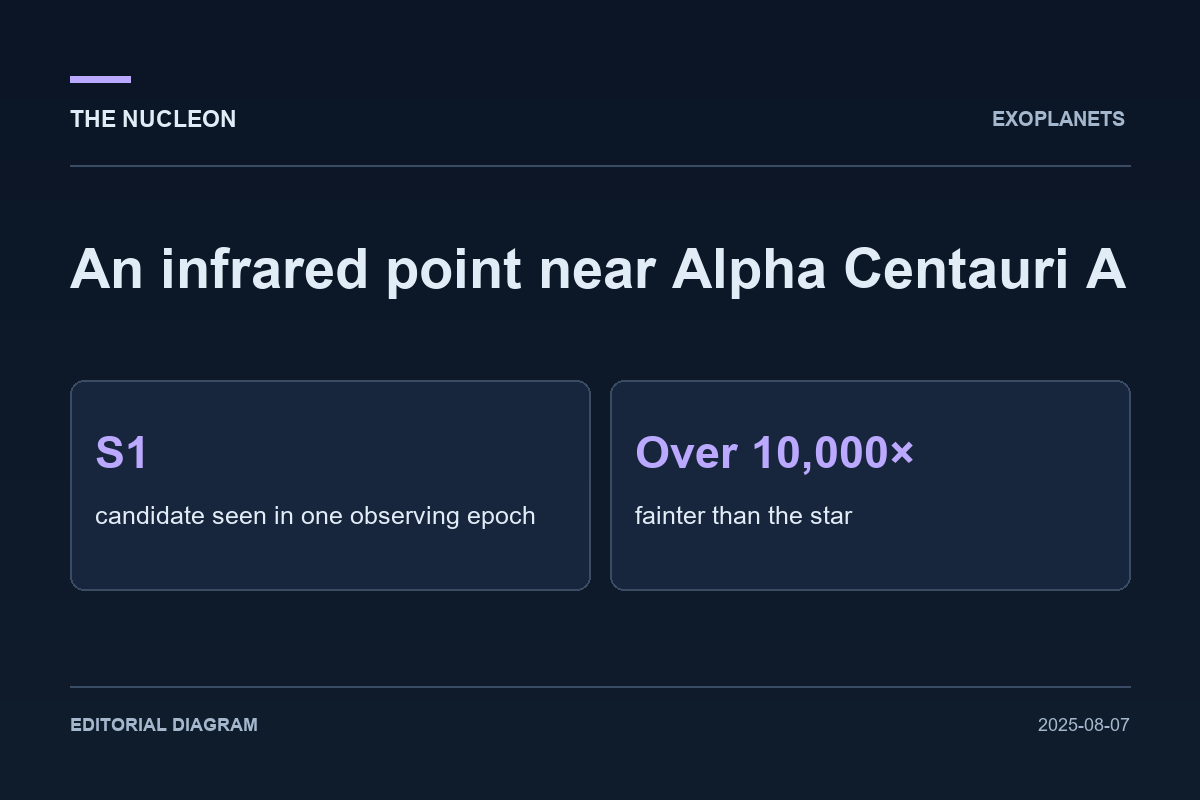 THE NUCLEON
EXOPLANETS
An infrared point near Alpha Centauri A
S1
candidate seen in one observing epoch
Over 10,000×
fainter than the star
EDITORIAL DIAGRAM
2025-08-07